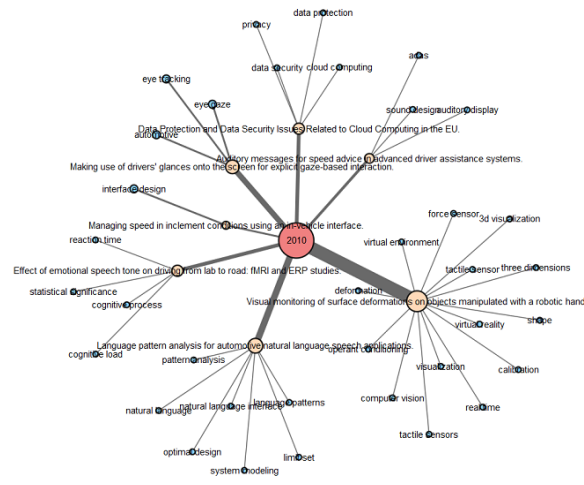 data protection
privacy
acas
data security
cloud computing
eye tracking
eye gaze
sound design
auditory display
automotive
Data Protection and Data Security Issues Related to Cloud Computing in the EU.
Auditory messages for speed advice in advanced driver assistance systems.
Making use of drivers' glances onto the screen for explicit gaze-based interaction.
interface design
force sensor
3d visualization
Managing speed in inclement conditions using an in-vehicle interface.
reaction time
2010
virtual environment
tactile sensor
three dimensions
Effect of emotional speech tone on driving from lab to road: fMRI and ERP studies.
statistical significance
deformation
cognitive process
Visual monitoring of surface deformations on objects manipulated with a robotic hand
shape
virtual reality
Language pattern analysis for automotive natural language speech applications.
operant conditioning
cognitive load
pattern analysis
visualization
calibration
computer vision
natural language
natural language interface
language patterns
real-time
tactile sensors
optimal design
limit set
system modeling